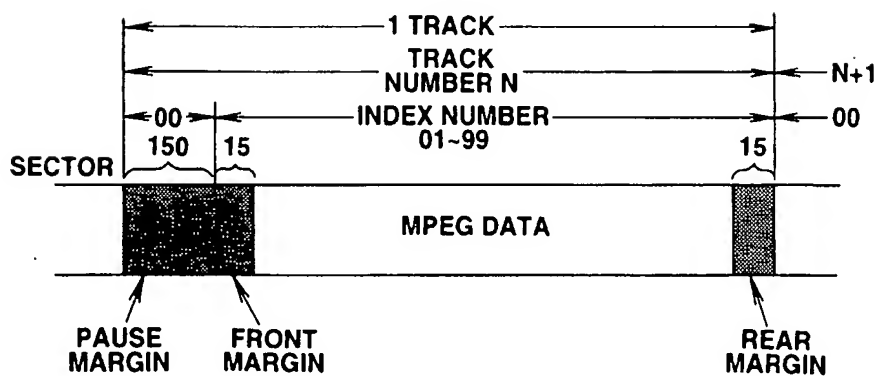 1 TRACK
TRACK
NUMBER N
N+1
00
INDEX NUMBER
01~99
00
150
15
15
SECTOR
MPEG DATA
PAUSE
MARGIN
FRONT
MARGIN
REAR
MARGIN